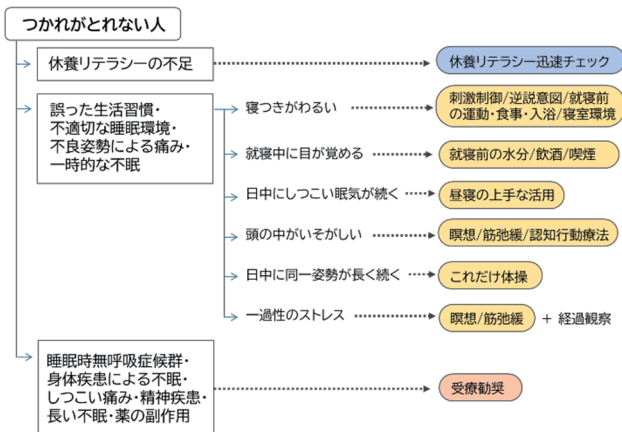 つかれがとれない人
休養リテラシーの不足
休養リテラシー迅速チェック
誤った生活習慣・
不適切な睡眠環境・
不良姿勢による痛み・
一時的な不眠
寝つきがわるい
刺激制御/逆説意図/就寝前
の運動・食事・入浴/寝室環境
就寝中に目が覚める
就寝前の水分/飲酒/喫煙
日中にしつこい眠気が続く
昼寝の上手な活用
頭の中がいそがしい
瞑想/筋弛緩/認知行動療法
日中に同一姿勢が長く続く
これだけ体操
一過性のストレス
瞑想/筋弛緩 + 経過観察
睡眠時無呼吸症候群・
身体疾患による不眠・
しつこい痛み・精神疾患・
長い不眠・薬の副作用
受療勧奨